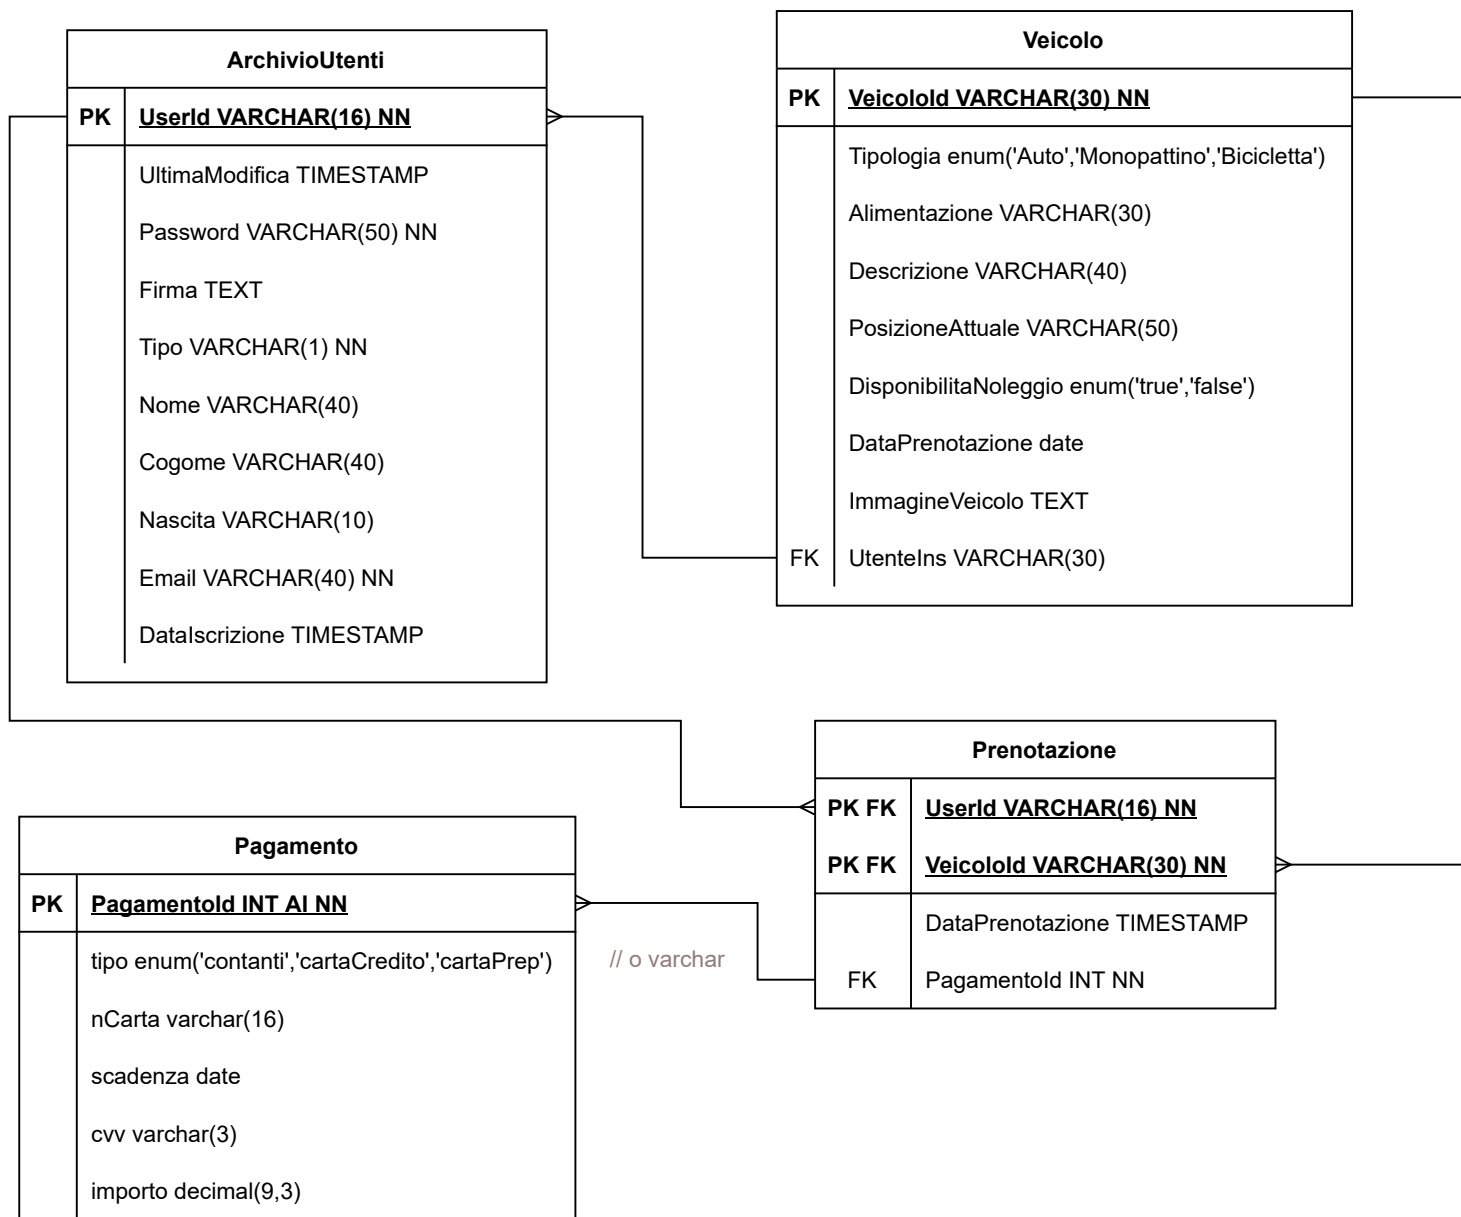 ArchivioUtenti
PK UserId VARCHAR(16) NN
UltimaModifica TIMESTAMP
Password VARCHAR(50) NN
Firma TEXT
Tipo VARCHAR(1) NN
Nome VARCHAR(40)
Cogome VARCHAR(40)
Nascita VARCHAR(10)
Email VARCHAR(40) NN
DataIscrizione TIMESTAMP
Veicolo
PK VeicoloId VARCHAR(30) NN
Tipologia enum('Auto','Monopattino','Bicicletta')
Alimentazione VARCHAR(30)
Descrizione VARCHAR(40)
PosizioneAttuale VARCHAR(50)
DisponibilitaNoleggio enum('true','false')
DataPrenotazione date
ImmagineVeicolo TEXT
FK UtenteIns VARCHAR(30)
Prenotazione
PK FK UserId VARCHAR(16) NN
PK FK VeicoloId VARCHAR(30) NN
DataPrenotazione TIMESTAMP
FK PagamentoId INT NN
Pagamento
PK PagamentoId INT AI NN
tipo enum('contanti','cartaCredito','cartaPrep')
// o varchar
nCarta varchar(16)
scadenza date
cvv varchar(3)
importo decimal(9,3)